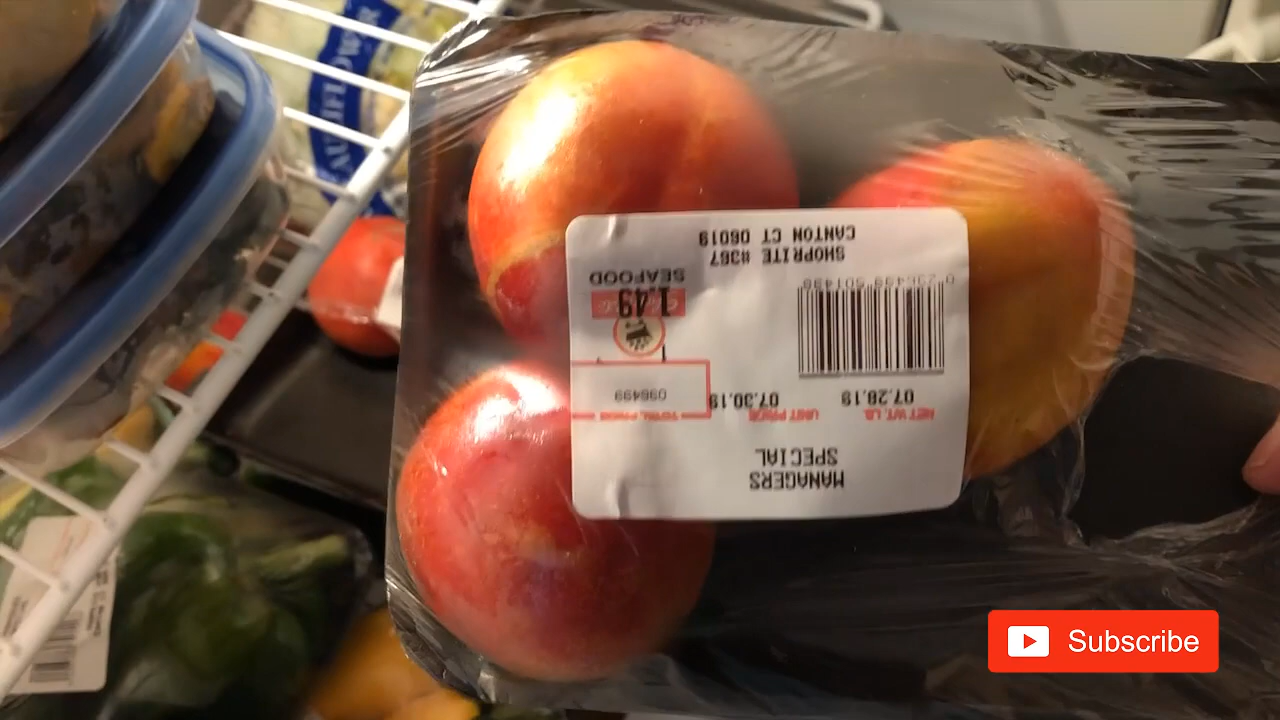 MANAGERS
SPECIAL
NET WT. LB.
UNIT PRICE
TOTAL PRICE
07.28.19
07.30.19
096499
1.49
SEAFOOD
SHOPRITE #367
CANTON CT 06019
Subscribe